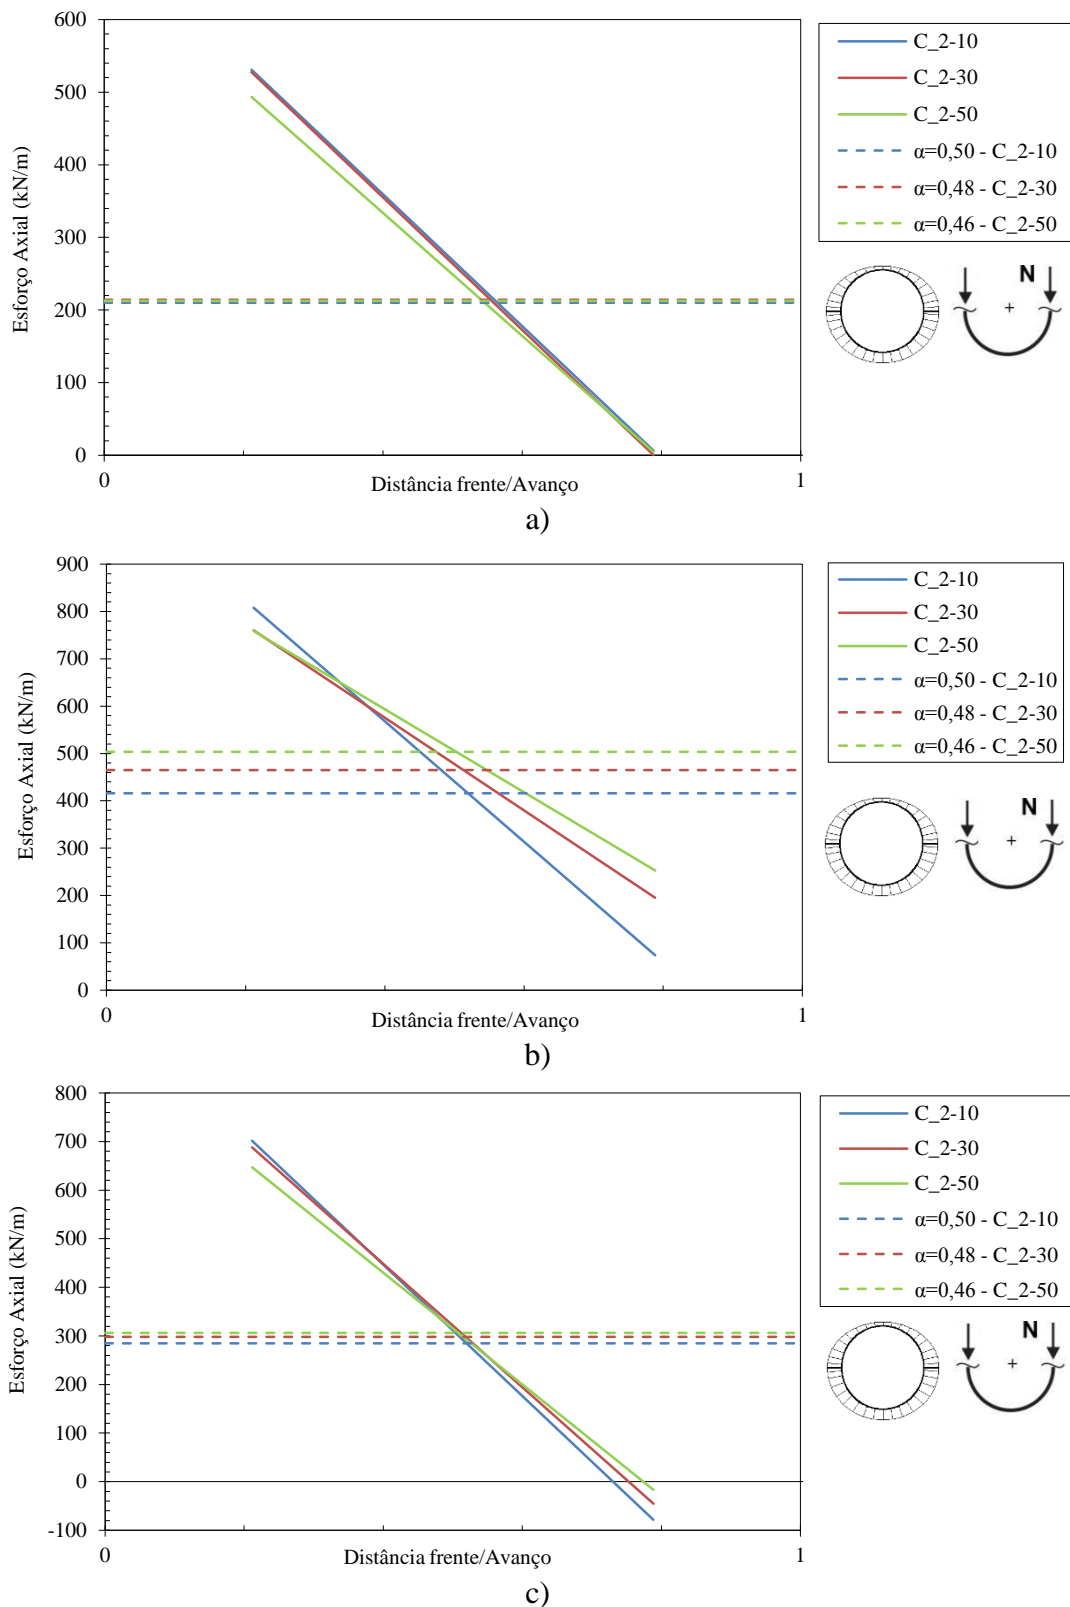 600
500
400
300
200
100
0
Esforço Axial (kN/m)
0
1
Distância frente/Avanço
C_2-10
C_2-30
C_2-50
α=0,50 - C_2-10
α=0,48 - C_2-30
α=0,46 - C_2-50
N
+
a)
900
800
700
600
500
400
300
200
100
0
Esforço Axial (kN/m)
0
1
Distância frente/Avanço
C_2-10
C_2-30
C_2-50
α=0,50 - C_2-10
α=0,48 - C_2-30
α=0,46 - C_2-50
N
+
b)
800
700
600
500
400
300
200
100
0
-100
Esforço Axial (kN/m)
0
1
Distância frente/Avanço
C_2-10
C_2-30
C_2-50
α=0,50 - C_2-10
α=0,48 - C_2-30
α=0,46 - C_2-50
N
+
c)